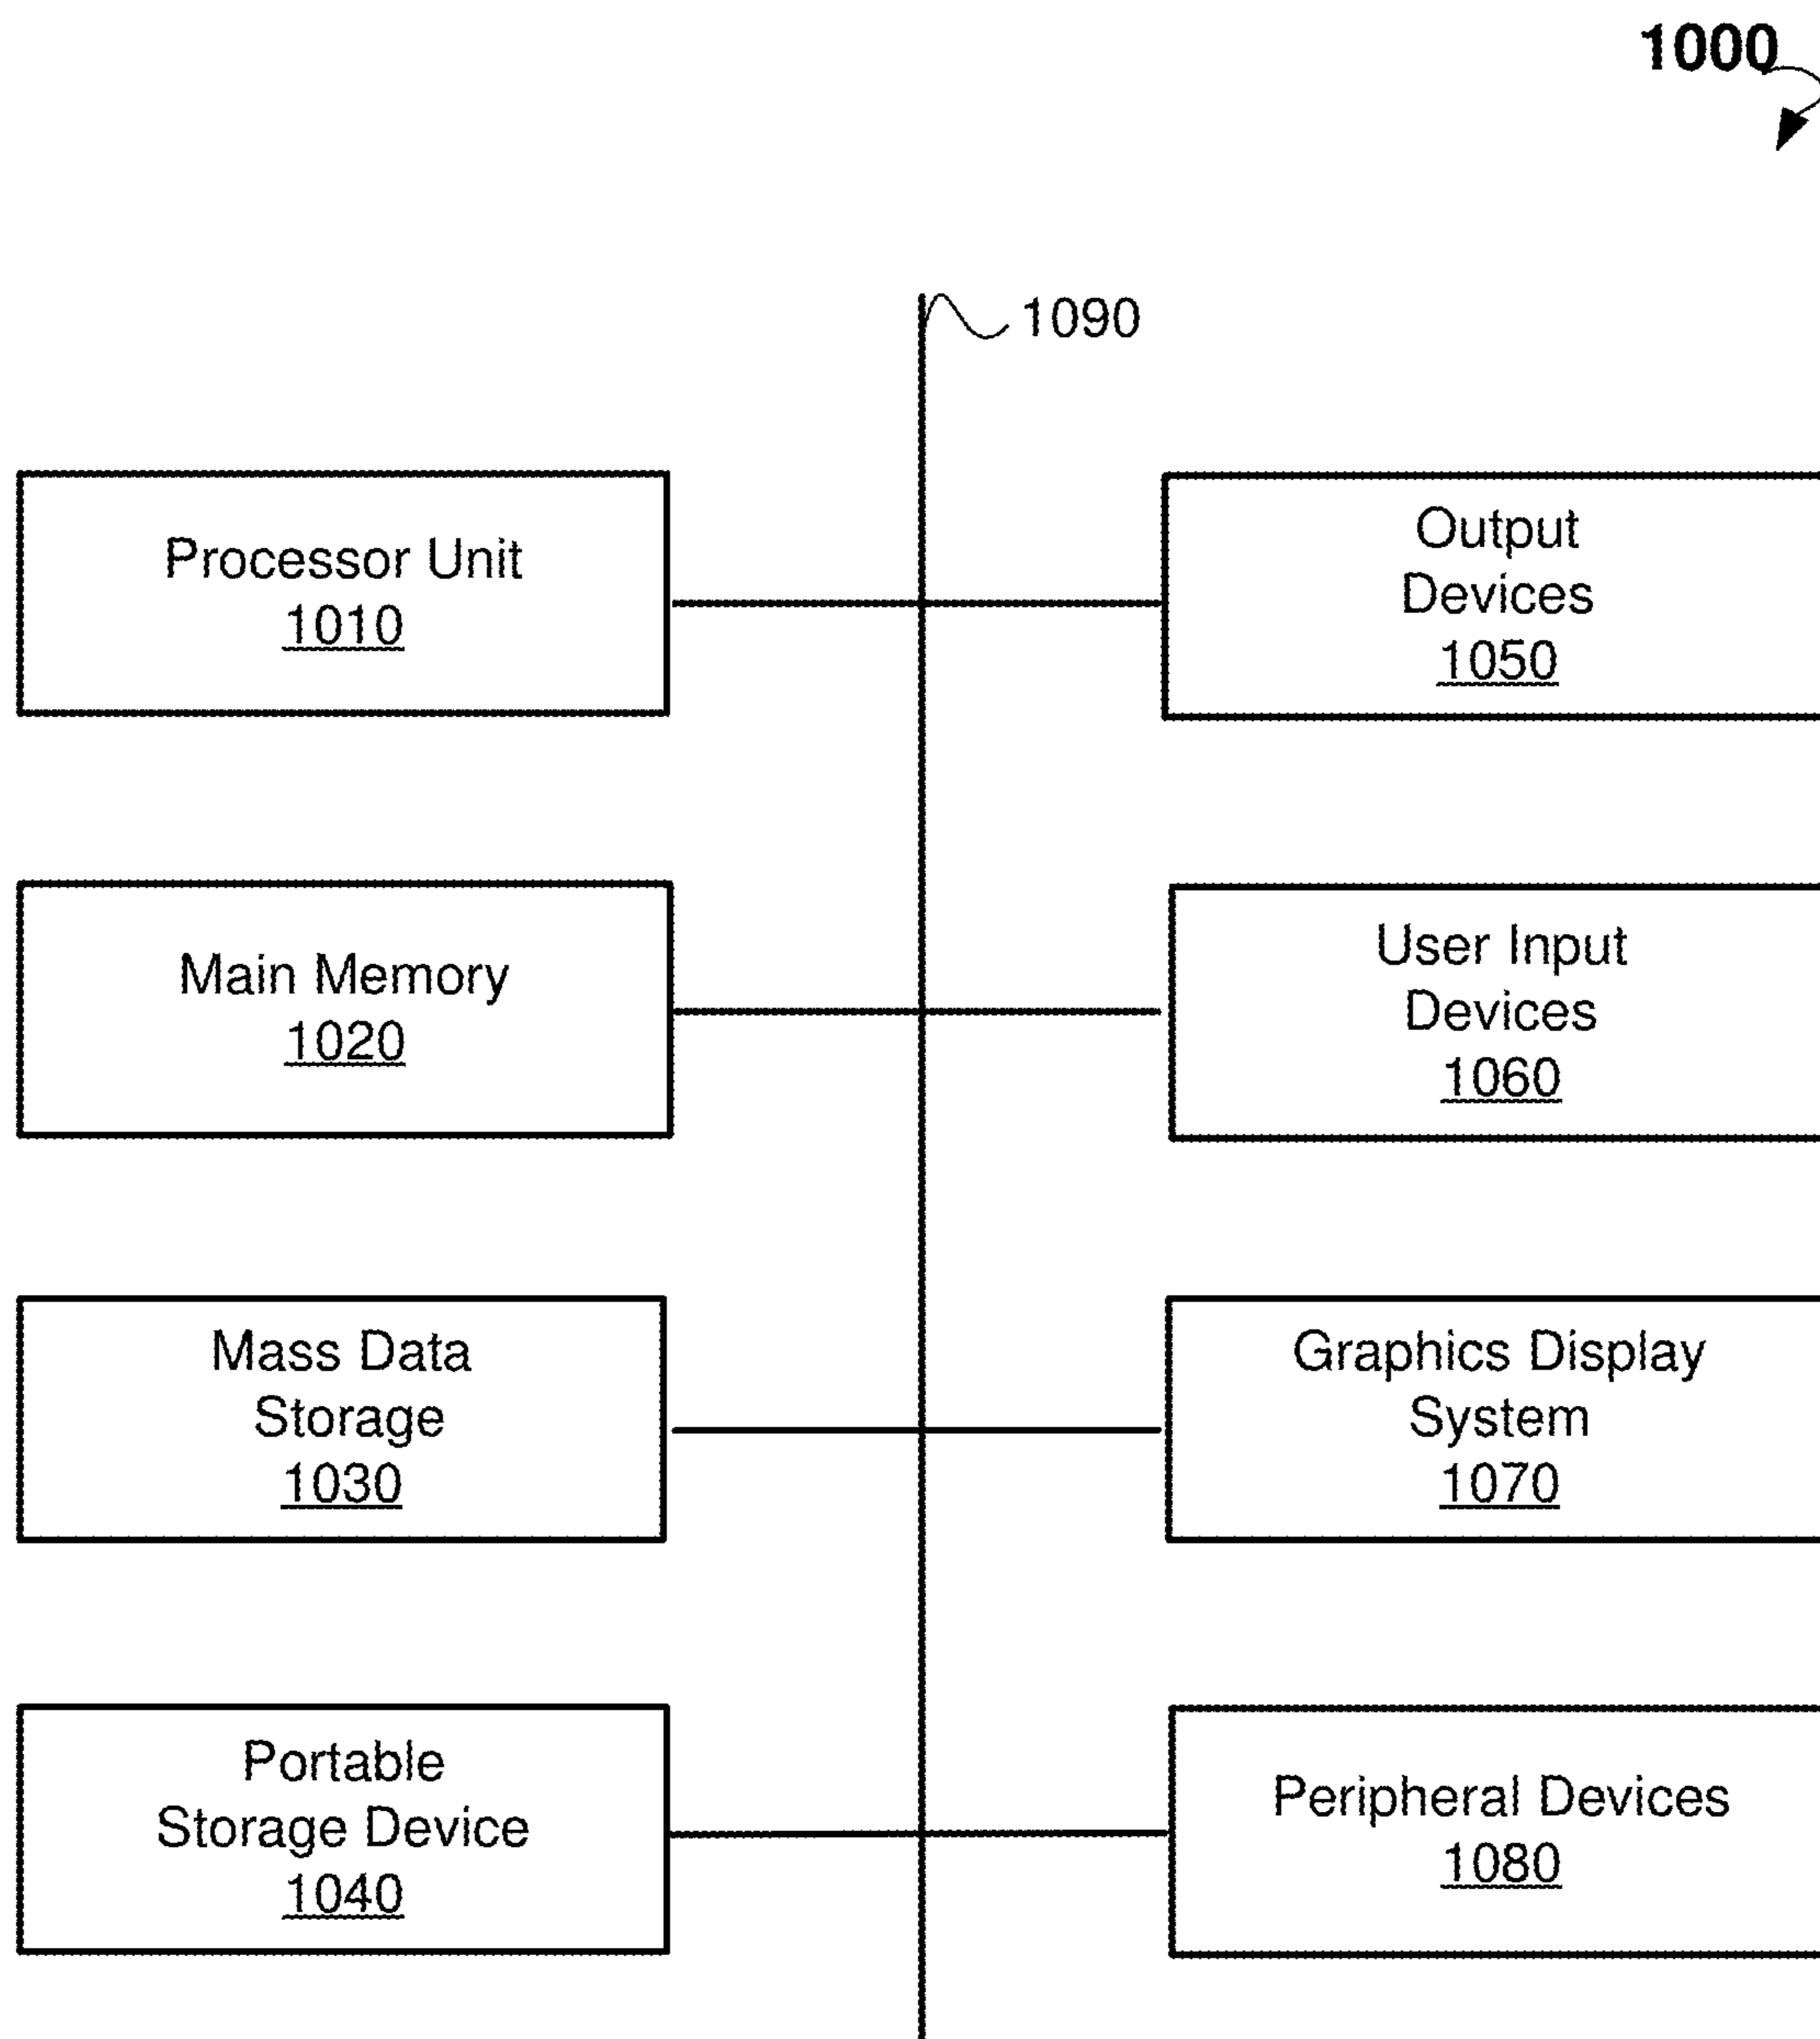 1000
1090
Processor Unit
1010
Output
Devices
1050
Main Memory
1020
User Input
Devices
1060
Mass Data
Storage
1030
Graphics Display
System
1070
Portable
Storage Device
1040
Peripheral Devices
1080